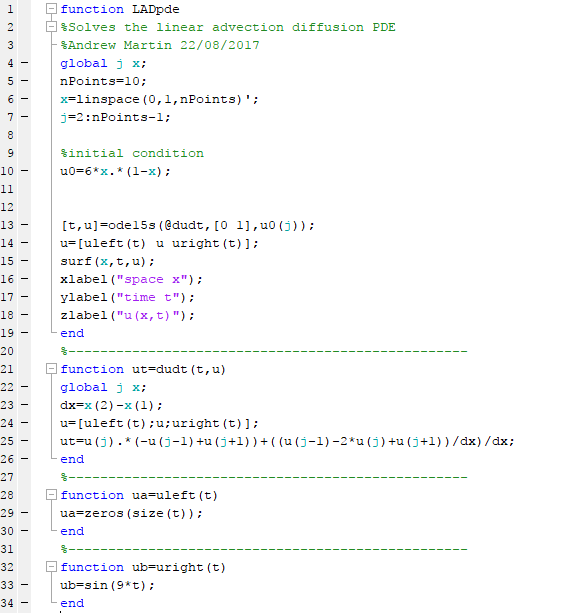 1 function LADpde
2 %Solves the linear advection diffusion PDE
3 %Andrew Martin 22/08/2017
4 – global j x;
5 – nPoints=10;
6 – x=linspace(0,1,nPoints)';
7 – j=2:nPoints-1;
8
9 %initial condition
10 – u0=6*x.*(1-x);
11
12
13 – [t,u]=ode15s(@dudt,[0 1],u0(j));
14 – u=[uleft(t) u uright(t)];
15 – surf(x,t,u);
16 – xlabel("space x");
17 – ylabel("time t");
18 – zlabel("u(x,t)");
19 – end
20 %--------------------------------------------------
21 function ut=dudt(t,u)
22 – global j x;
23 – dx=x(2)-x(1);
24 – u=[uleft(t);u;uright(t)];
25 – ut=u(j).*(-u(j-1)+u(j+1))+((u(j-1)-2*u(j)+u(j+1))/dx)/dx;
26 – end
27 %--------------------------------------------------
28 function ua=uleft(t)
29 – ua=zeros(size(t));
30 – end
31 %--------------------------------------------------
32 function ub=uright(t)
33 – ub=sin(9*t);
34 – end